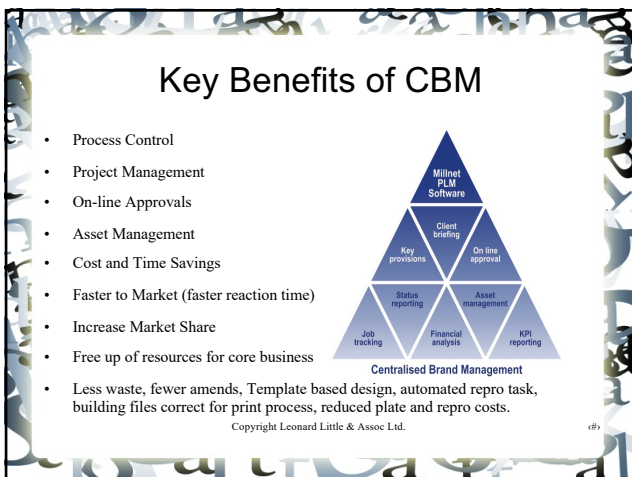 Key Benefits of CBM
• Process Control
• Project Management
• On-line Approvals
• Asset Management
• Cost and Time Savings
• Faster to Market (faster reaction time)
• Increase Market Share
• Free up of resources for core business
• Less waste, fewer amends, Template based design, automated repro task,
building files correct for print process, reduced plate and repro costs.
Millnet
PLM
Software
Key
provisions
Client
briefing
On line
approval
Job
tracking
Status
reporting
Financial
analysis
Asset
management
KPI
reporting
Centralised Brand Management
Copyright Leonard Little & Assoc Ltd.
‹#›